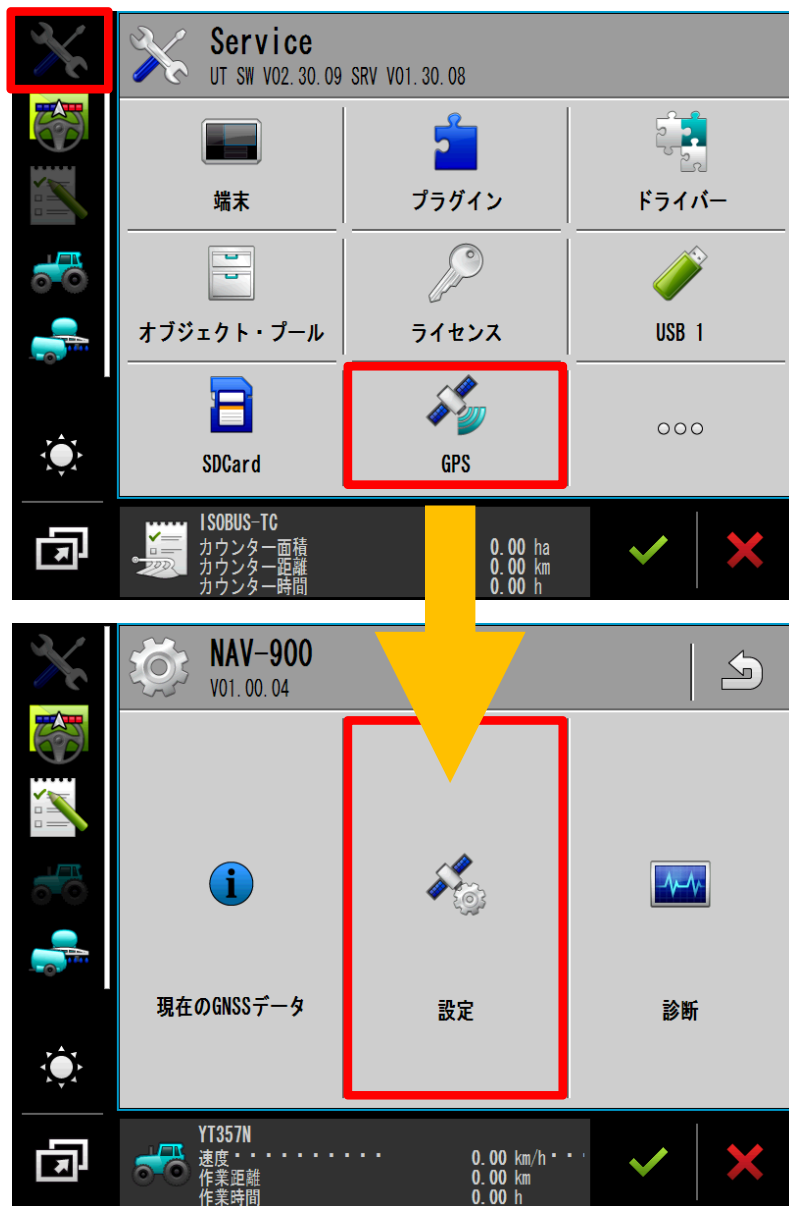 Service
UT SW V02.30.09 SRV V01.30.08
端末
プラグイン
ドライバー
オブジェクト・プール
ライセンス
USB 1
SDCard
GPS
ISOBUS-TC
カウンター面積 0.00 ha
カウンター距離 0.00 km
カウンター時間 0.00 h
NAV-900
V01.00.04
現在のGNSSデータ
設定
診断
YT357N
速度・・・・・・・・・・ 0.00 km/h・・・
作業距離 0.00 km
作業時間 0.00 h